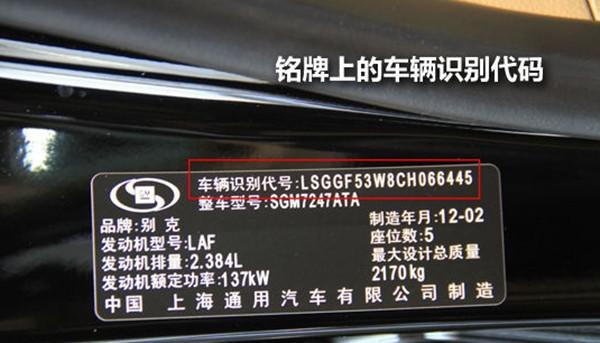 铭牌上的车辆识别代码
车辆识别代号:LSGGF53W8CH066445
整车型号:SGM7247ATA
品牌:别克
制造年月:12-02
发动机型号:LAF
座位数:5
发动机排量:2.384L
最大设计总质量
发动机额定功率:137kW
2170kg
中国 上海通用汽车有限公司制造